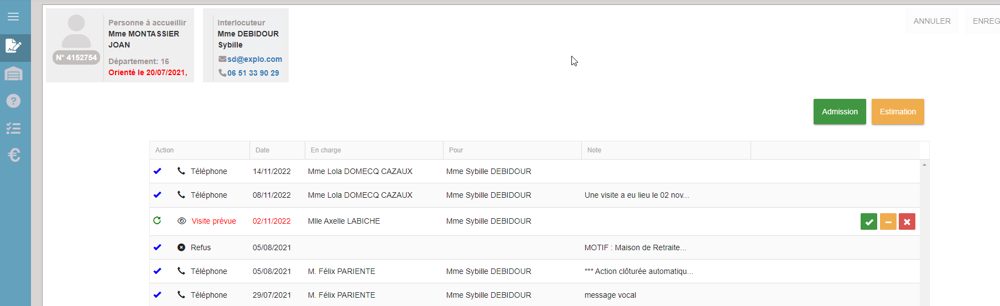 Personne à accueillir
Mme MONTASSIER
JOAN
N° 4152754
Département: 16
Orienté le 20/07/2021,
Interlocuteur
Mme DEBIDOUR
Sybille
sd@explo.com
06 51 33 90 29
ANNULER ENREG
Admission Estimation
Action Date En charge Pour Note
Téléphone 14/11/2022 Mme Lola DOMECQ CAZAUX Mme Sybille DEBIDOUR
Téléphone 08/11/2022 Mme Lola DOMECQ CAZAUX Mme Sybille DEBIDOUR Une visite a eu lieu le 02 nov...
Visite prévue 02/11/2022 Mlle Axelle LABICHE Mme Sybille DEBIDOUR
Refus 05/08/2021 MOTIF : Maison de Retraite...
Téléphone 05/08/2021 M. Félix PARIENTE Mme Sybille DEBIDOUR *** Action clôturée automatiqu...
Téléphone 29/07/2021 M. Félix PARIENTE Mme Sybille DEBIDOUR message vocal